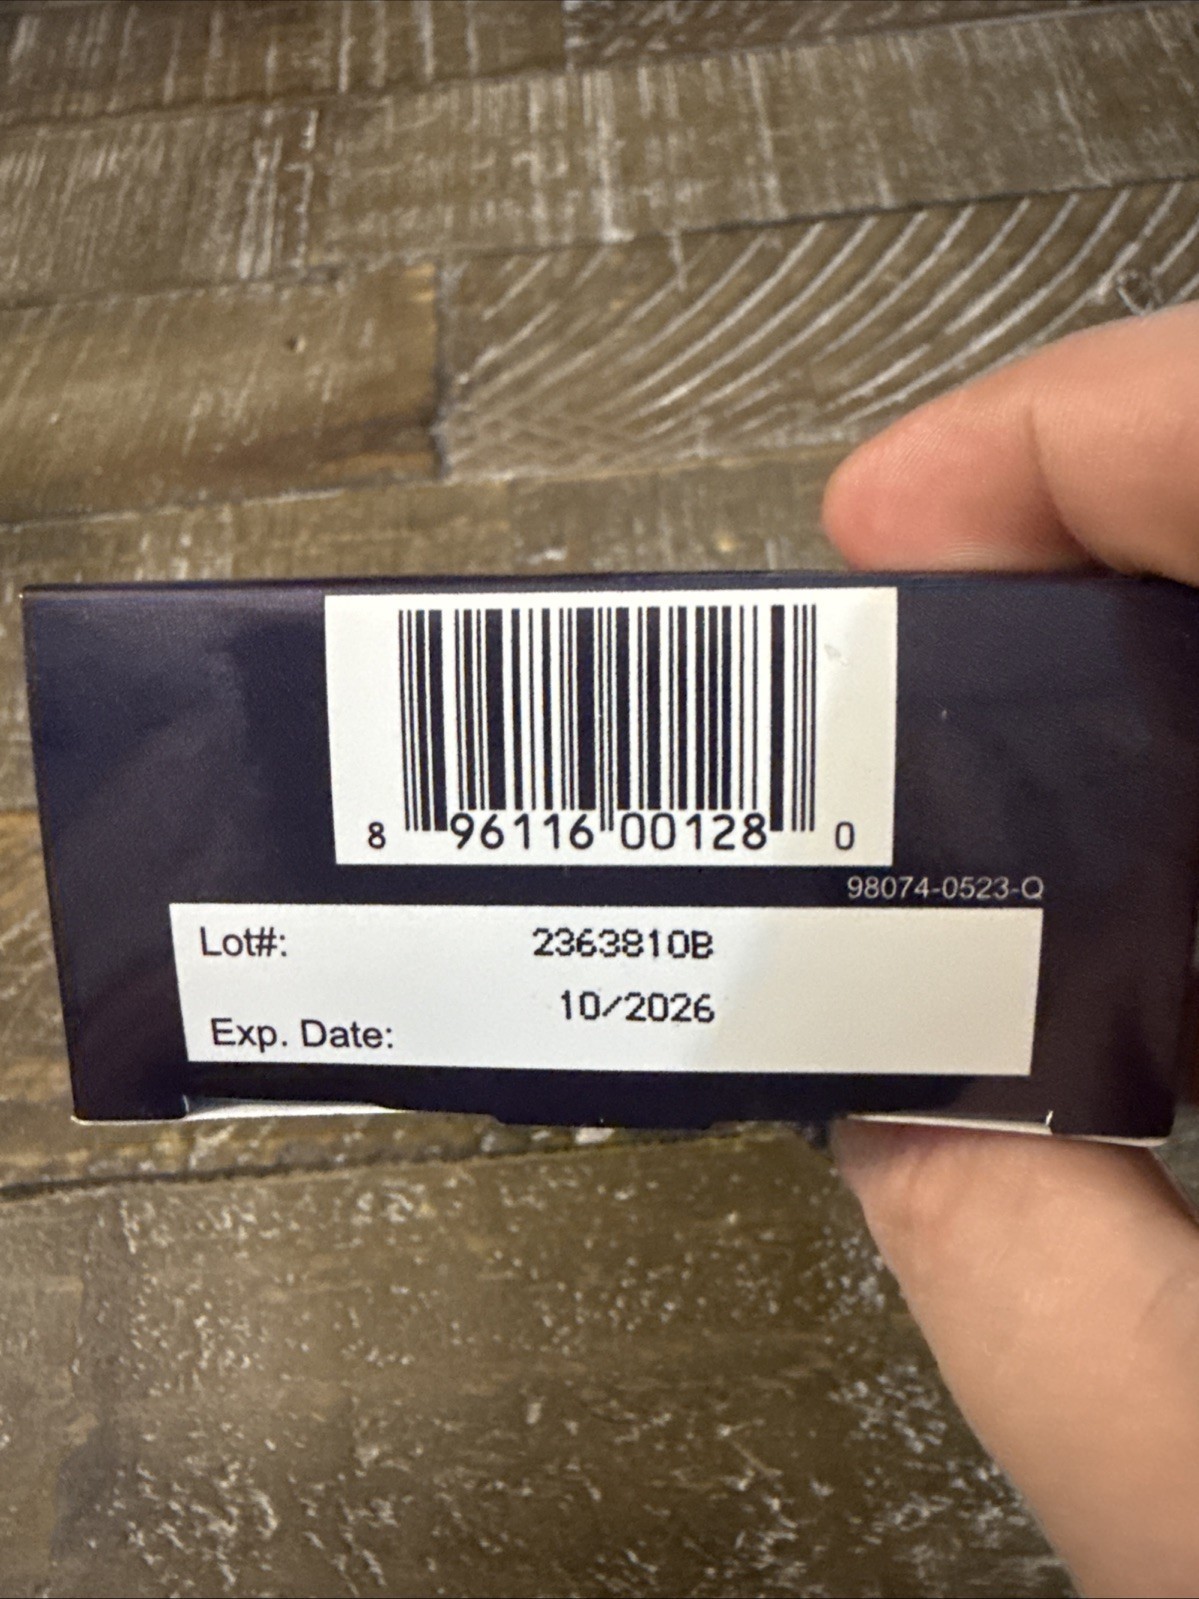 8 96116 00128 0
98074-0523-Q
Lot#: 2363810B
10/2026
Exp. Date: